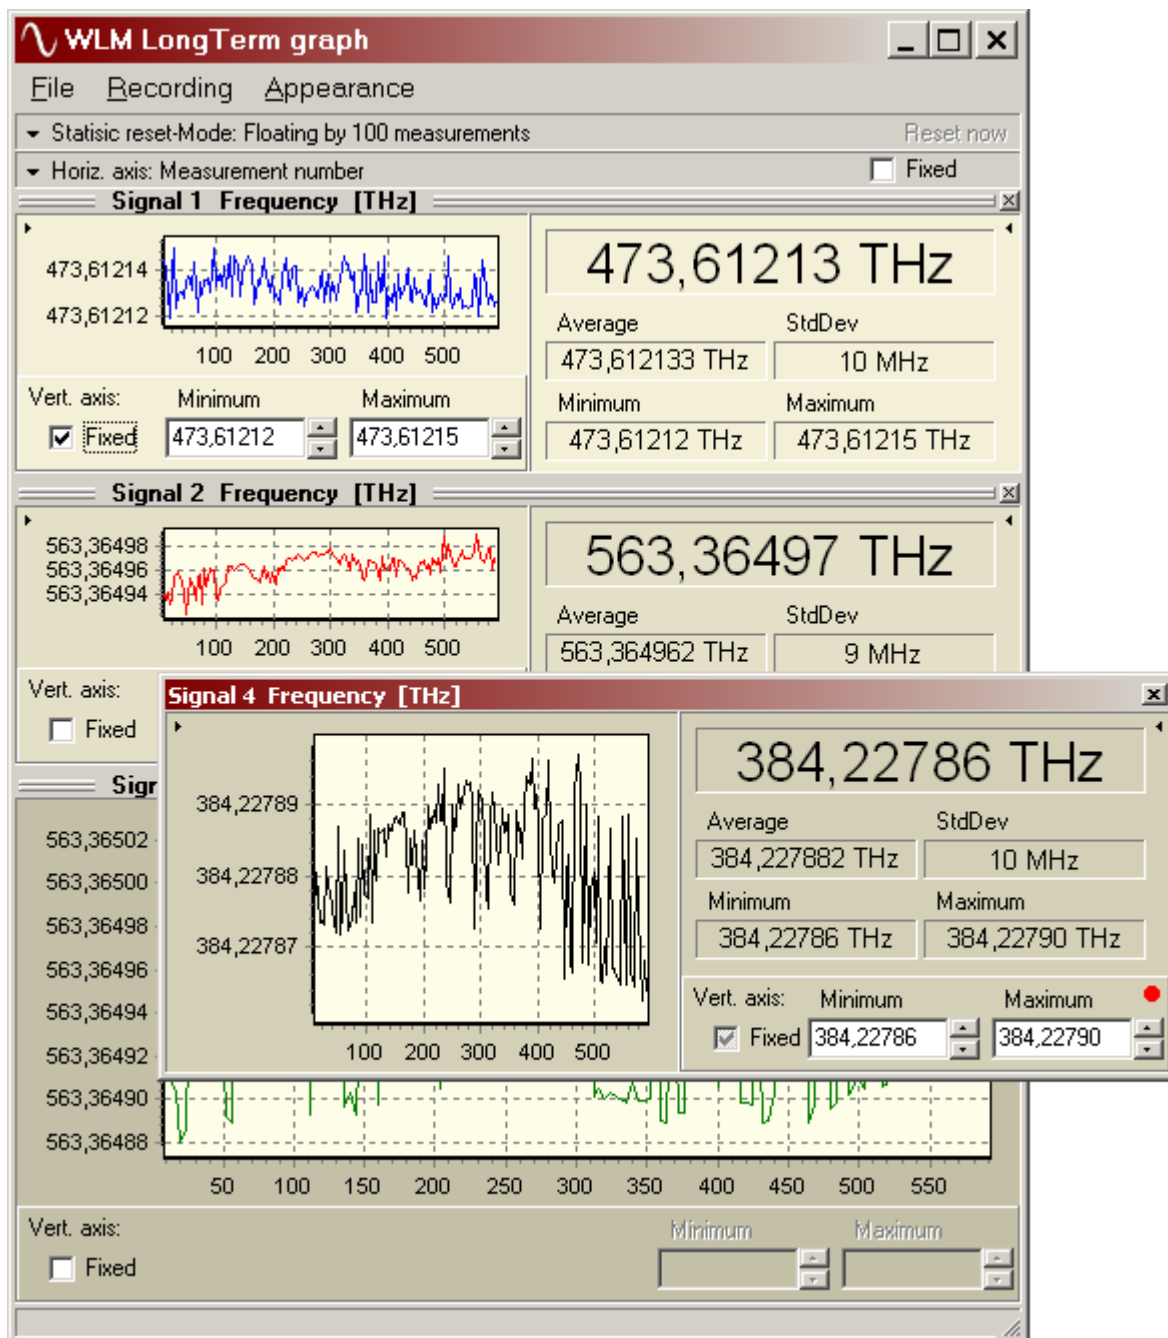 WLM LongTerm graph
File Recording Appearance
Statisic reset-Mode: Floating by 100 measurements Reset now
Horiz. axis: Measurement number Fixed
Signal 1 Frequency [THz]
473,61214
473,61212
100 200 300 400 500
473,61213 THz
Average StdDev
473,612133 THz 10 MHz
Minimum Maximum
473,61212 THz 473,61215 THz
Vert. axis: Minimum Maximum
Fixed 473,61212 473,61215
Signal 2 Frequency [THz]
563,36498
563,36496
563,36494
100 200 300 400 500
563,36497 THz
Average StdDev
563,364962 THz 9 MHz
Vert. axis:
Fixed
Signal 4 Frequency [THz]
384,22789
384,22788
384,22787
100 200 300 400 500
384,22786 THz
Average StdDev
384,227882 THz 10 MHz
Minimum Maximum
384,22786 THz 384,22790 THz
Vert. axis: Minimum Maximum
Fixed 384,22786 384,22790
563,36502
563,36500
563,36498
563,36496
563,36494
563,36492
563,36490
563,36488
50 100 150 200 250 300 350 400 450 500 550
Vert. axis: Minimum Maximum
Fixed